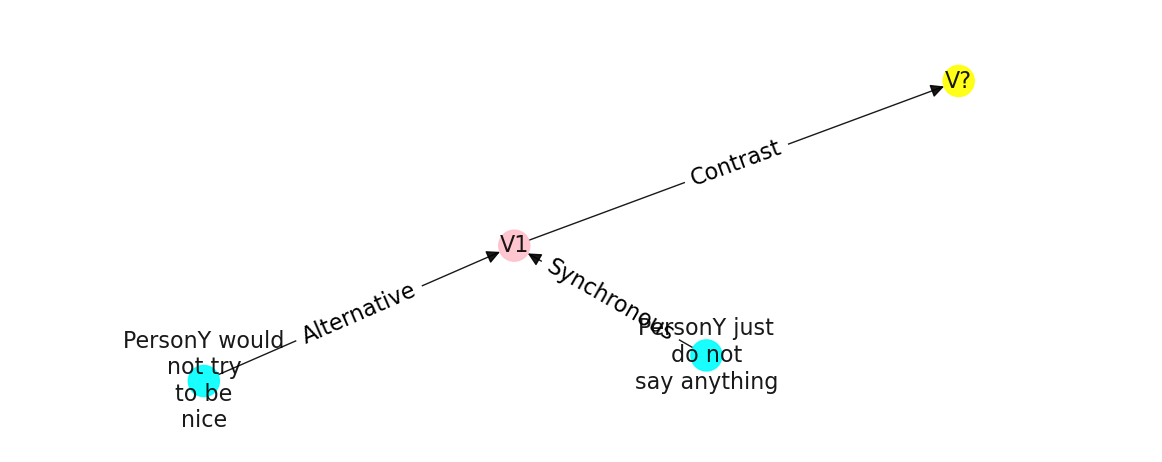 V?
Contrast
V1
Synchronous
Alternative
PersonY would
not try
to be
nice
PersonY just
do not
say anything